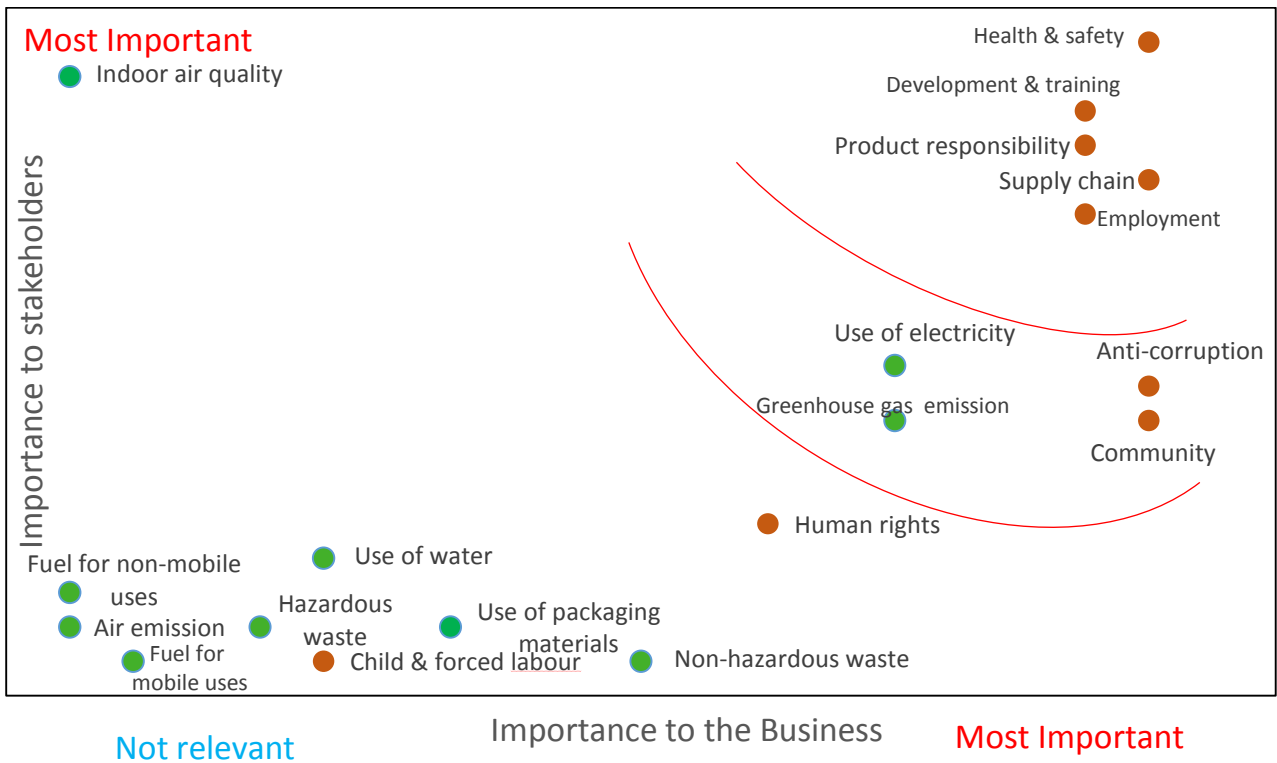 Most Important
Health & safety
Indoor air quality
Development & training
Product responsibility
Supply chain
Employment
Importance to stakeholders
Use of electricity
Anti-corruption
Greenhouse gas emission
Community
Human rights
Use of water
Fuel for non-mobile
uses
Hazardous
waste
Use of packaging
materials
Air emission
Fuel for
mobile uses
Child & forced labour
Non-hazardous waste
Importance to the Business
Not relevant
Most Important